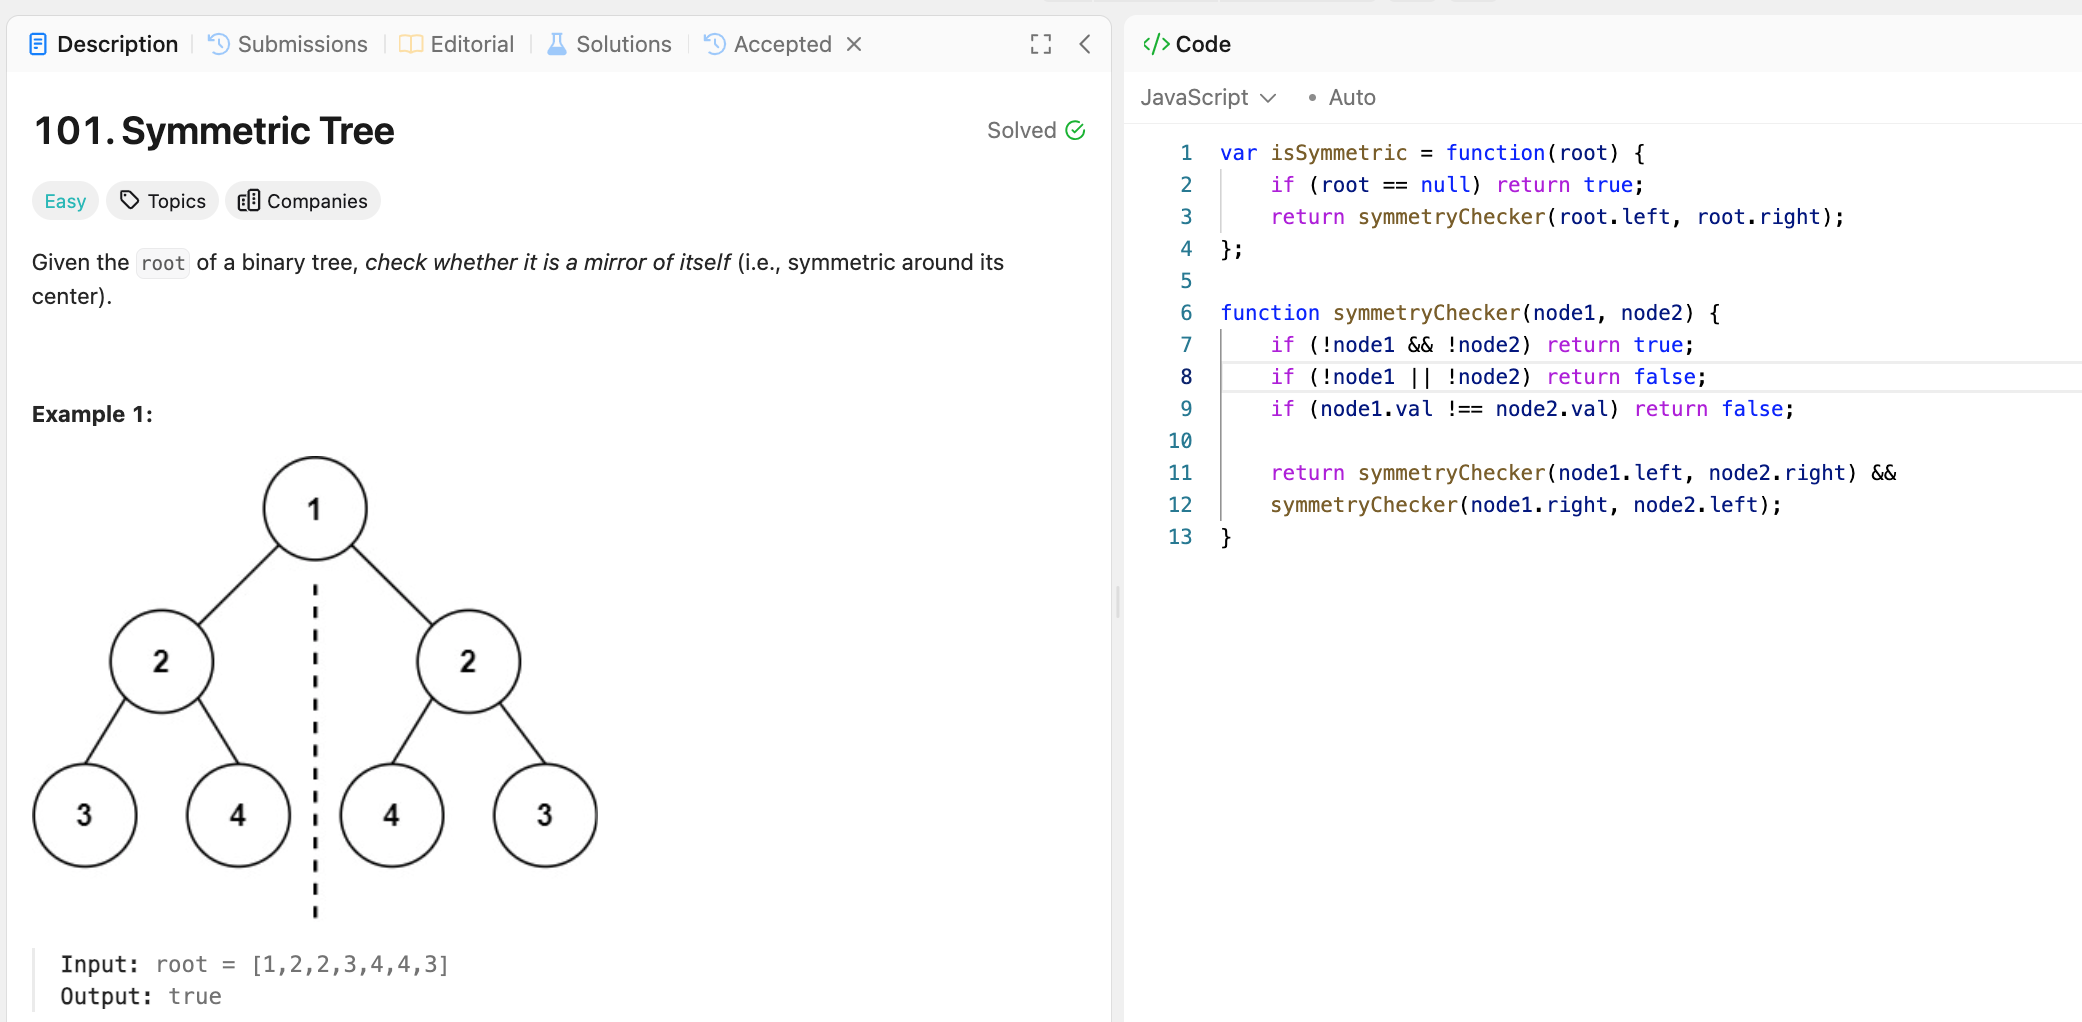 Description
Submissions
Editorial
Solutions
Accepted
101. Symmetric Tree
Solved
Easy
Topics
Companies
Given the root of a binary tree, check whether it is a mirror of itself (i.e., symmetric around its
center).
Example 1:
1
2 2
3 4 4 3
Input: root = [1,2,2,3,4,4,3]
Output: true
</> Code
JavaScript
• Auto
1 var isSymmetric = function(root) {
2     if (root == null) return true;
3     return symmetryChecker(root.left, root.right);
4 };
5
6 function symmetryChecker(node1, node2) {
7     if (!node1 && !node2) return true;
8     if (!node1 || !node2) return false;
9     if (node1.val !== node2.val) return false;
10
11     return symmetryChecker(node1.left, node2.right) &&
12     symmetryChecker(node1.right, node2.left);
13 }